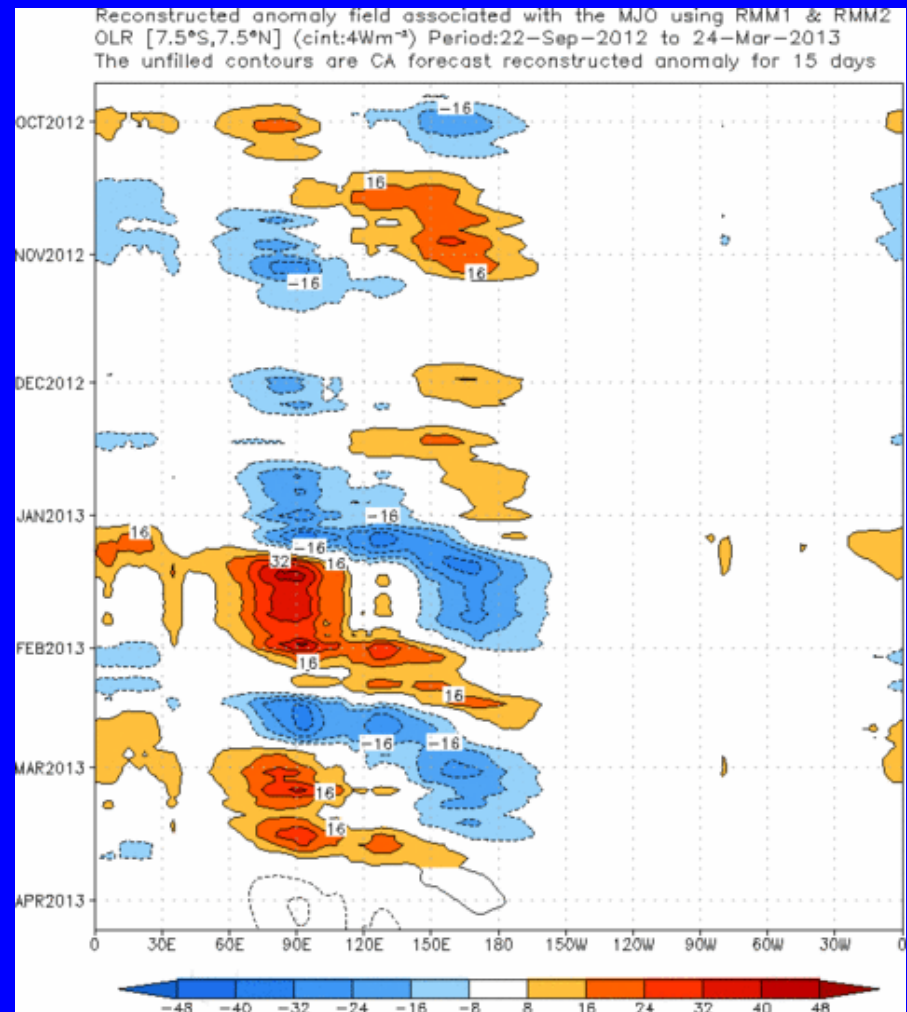 Reconstructed anomaly field associated with the MJO using RMM1 & RMM2
OLR [7.5°S,7.5°N] (cint:4Wm⁻²) Period:22-Sep-2012 to 24-Mar-2013
The unfilled contours are CA forecast reconstructed anomaly for 15 days
-16
OCT2012
16
NOV2012
16
-16
DEC2012
JAN2013
-16
16
-16
32
16
FEB2013
16
16
-16
-16
MAR2013
16
16
APR2013
0 30E 60E 90E 120E 150E 180 150W 120W 90W 60W 30W 0
-48 -40 -32 -24 -16 -8 8 16 24 32 40 48